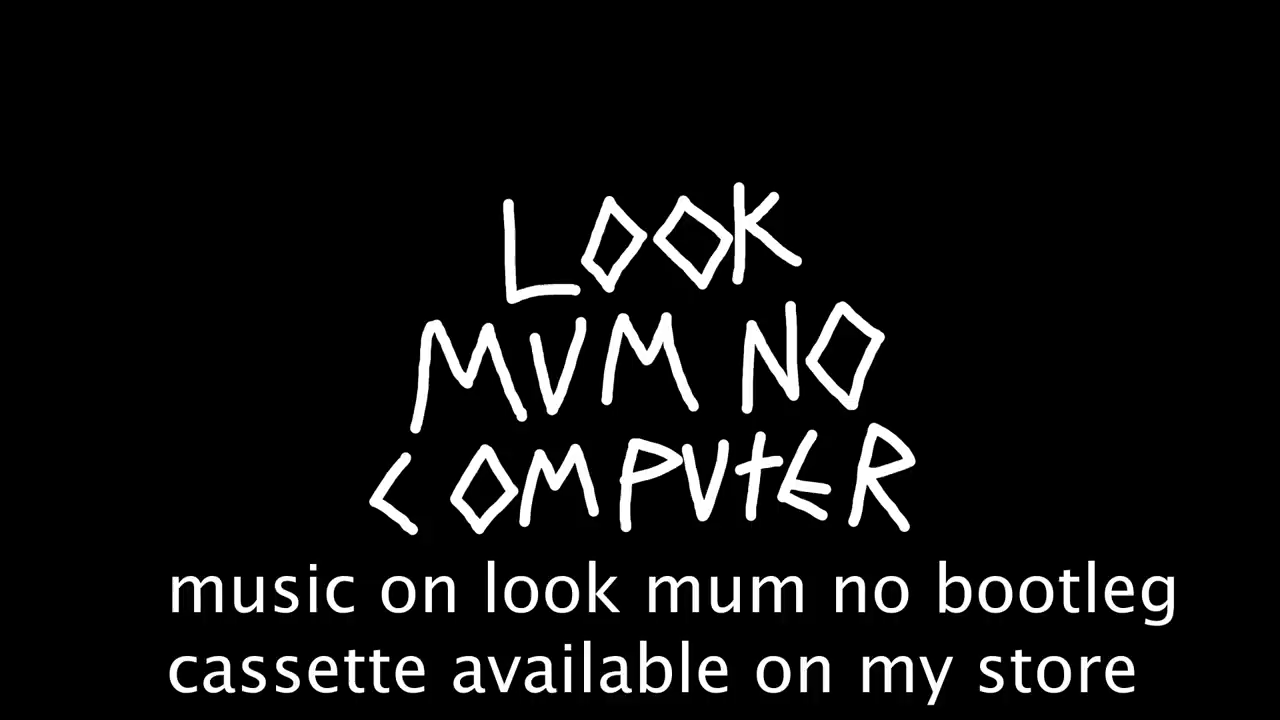 LOOK
MUM NO
COMPUtER
music on look mum no bootleg
cassette available on my store